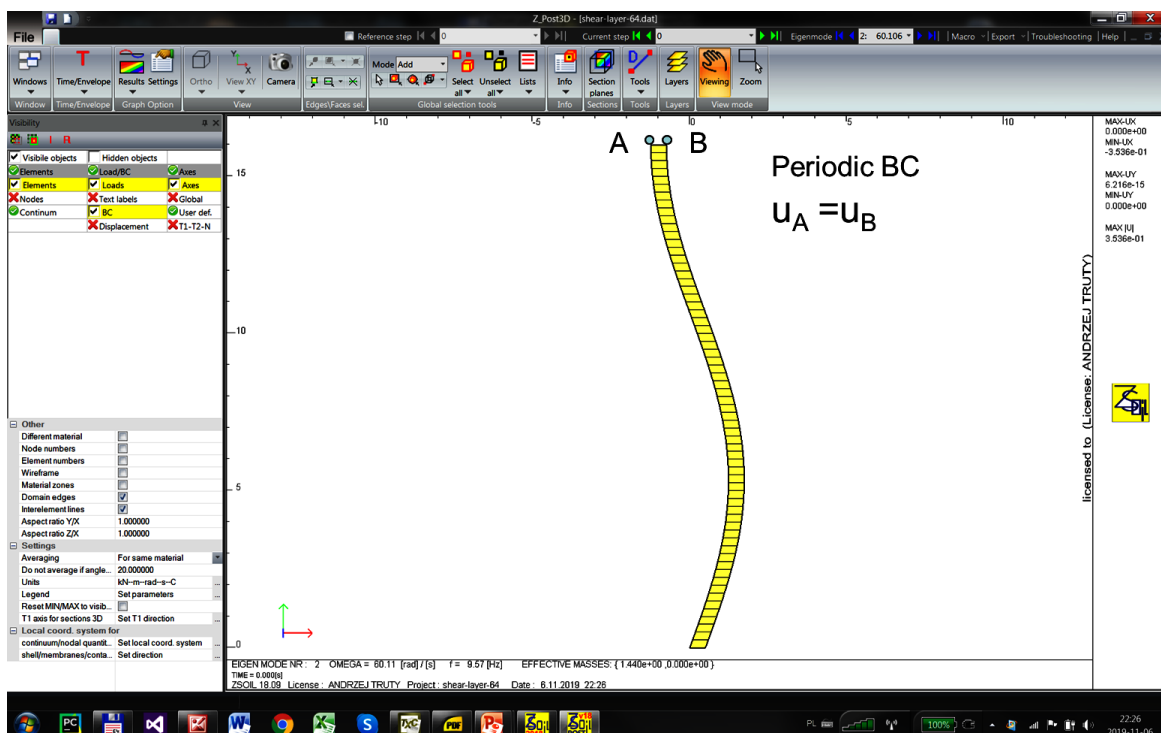 Z_Post3D - [shear-layer-64.dat]
File
Reference step 0 Current step 0 Eigenmode 2: 60.106 | Macro | Export | Troubleshooting | Help
Windows Time/Envelope Results Settings Ortho View XY Camera Mode Add Select all Unselect all Lists Info Section planes Tools Layers Viewing Zoom
Window Time/Envelope Graph Option View Edges\Faces sel. Global selection tools Info Sections Tools Layers View mode
Visibility
Visibile objects Hidden objects
Elements Load/BC Axes
Elements Loads Axes
Nodes Text labels Global
Continum BC User def.
Displacement T1-T2-N
Other
Different material
Node numbers
Element numbers
Wireframe
Material zones
Domain edges
Interelement lines
Aspect ratio Y/X 1.000000
Aspect ratio Z/X 1.000000
Settings
Averaging For same material
Do not average if angle... 20.000000
Units kN--m--rad--s--C
Legend Set parameters
Reset MIN/MAX to visib...
T1 axis for sections 3D Set T1 direction
Local coord. system for
continuum/nodal quantit... Set local coord. system
shell/membranes/conta... Set direction
-10 -5 0 5 10
15
10
5
0
A B
Periodic BC
uA =uB
MAX-UX
0.000e+00
MIN-UX
-3.536e-01
MAX-UY
6.216e-15
MIN-UY
0.000e+00
MAX |U|
3.536e-01
licensed to (License: ANDRZEJ TRUTY)
ZSoil
EIGEN MODE NR : 2 OMEGA = 60.11 [rad] / [s] f = 9.57 [Hz] EFFECTIVE MASSES: { 1.440e+00 ,0.000e+00 }
TIME = 0.000[s]
ZSOIL 18.09 License : ANDRZEJ TRUTY Project : shear-layer-64 Date : 6.11.2019 22:26
PL 100% 22:26
2019-11-06